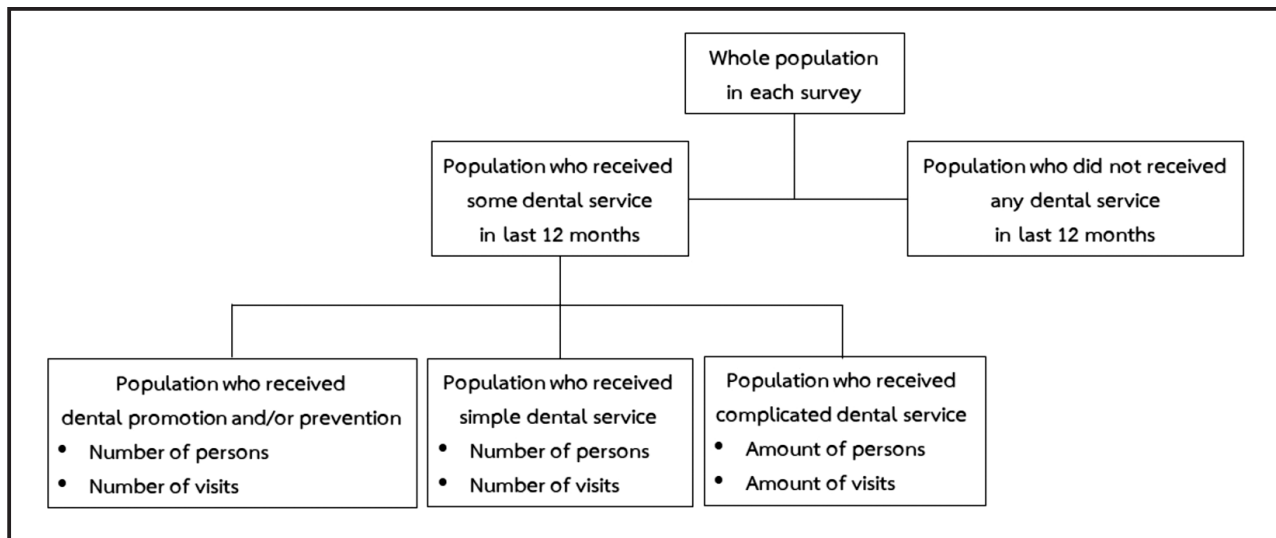 Whole population
in each survey
Population who received
some dental service
in last 12 months
Population who did not received
any dental service
in last 12 months
Population who received
dental promotion and/or prevention
• Number of persons
• Number of visits
Population who received
simple dental service
• Number of persons
• Number of visits
Population who received
complicated dental service
• Amount of persons
• Amount of visits